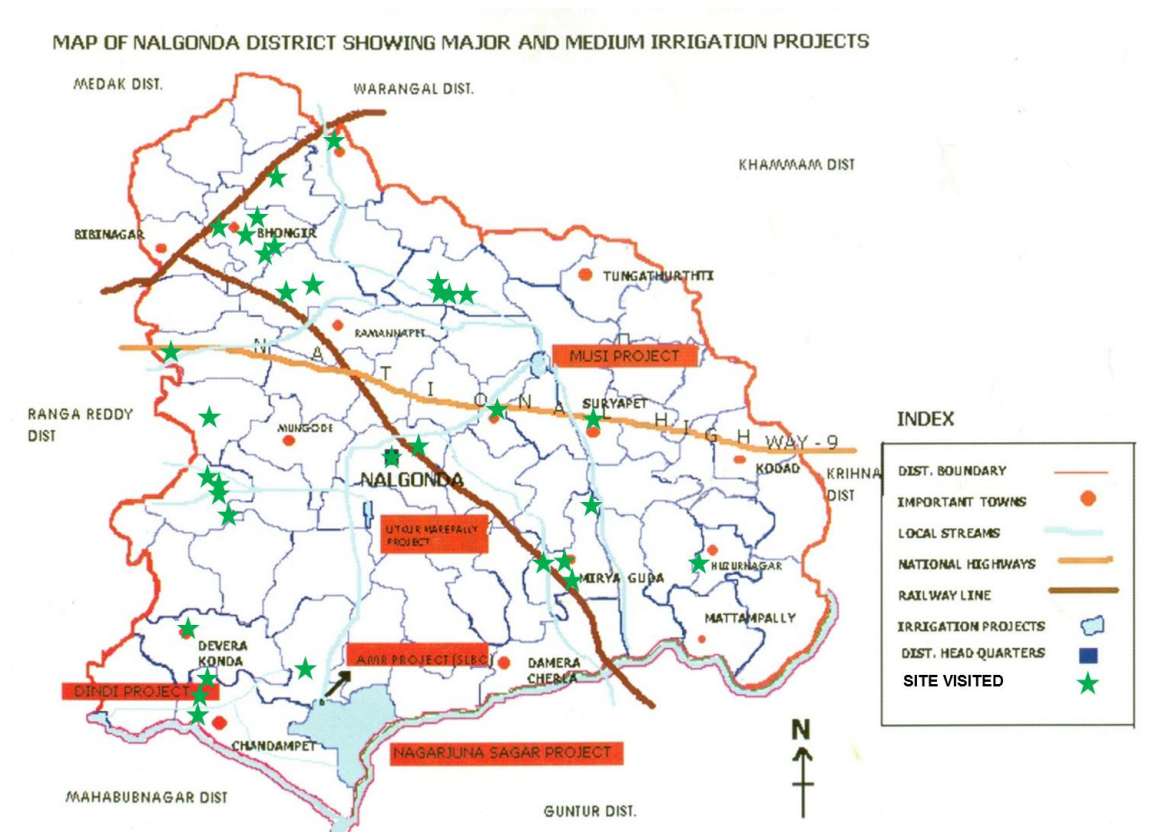 MAP OF NALGONDA DISTRICT SHOWING MAJOR AND MEDIUM IRRIGATION PROJECTS
MEDAK DIST.
WARANGAL DIST.
KHAMMAM DIST
BIBINAGAR
BHONGIR
TUNGATHURTHTI
RAMANNAPET
MUSI PROJECT
NATIONAL HIGHWAY - 9
RANGA REDDY
DIST
SURYAPET
MUNGODE
KODAD
KRIHNA
DIST
NALGONDA
PROJECT
HUZURNAGAR
MIRYA GUDA
MATTAMPALLY
DEVERA
KONDA
AMR PROJECT (SLBC)
DAMERA
CHERLA
DINDI PROJECT
CHANDAMPET
NAGARJUNA SAGAR PROJECT
MAHABUBNAGAR DIST
GUNTUR DIST.
N
INDEX
DIST. BOUNDARY
IMPORTANT TOWNS
LOCAL STREAMS
NATIONAL HIGHWAYS
RAILWAY LINE
IRRIGATION PROJECTS
DIST. HEAD QUARTERS
SITE VISITED